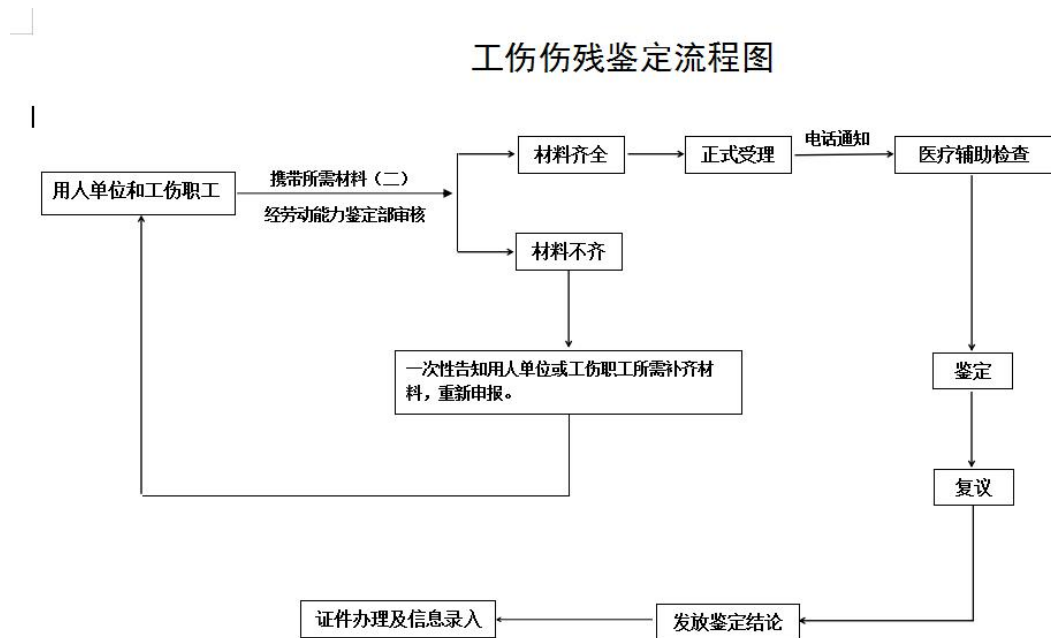 工伤伤残鉴定流程图
材料齐全
正式受理
电话通知
医疗辅助检查
用人单位和工伤职工
携带所需材料（二）
经劳动能力鉴定部审核
材料不齐
一次性告知用人单位或工伤职工所需补齐材
料，重新申报。
鉴定
复议
发放鉴定结论
证件办理及信息录入